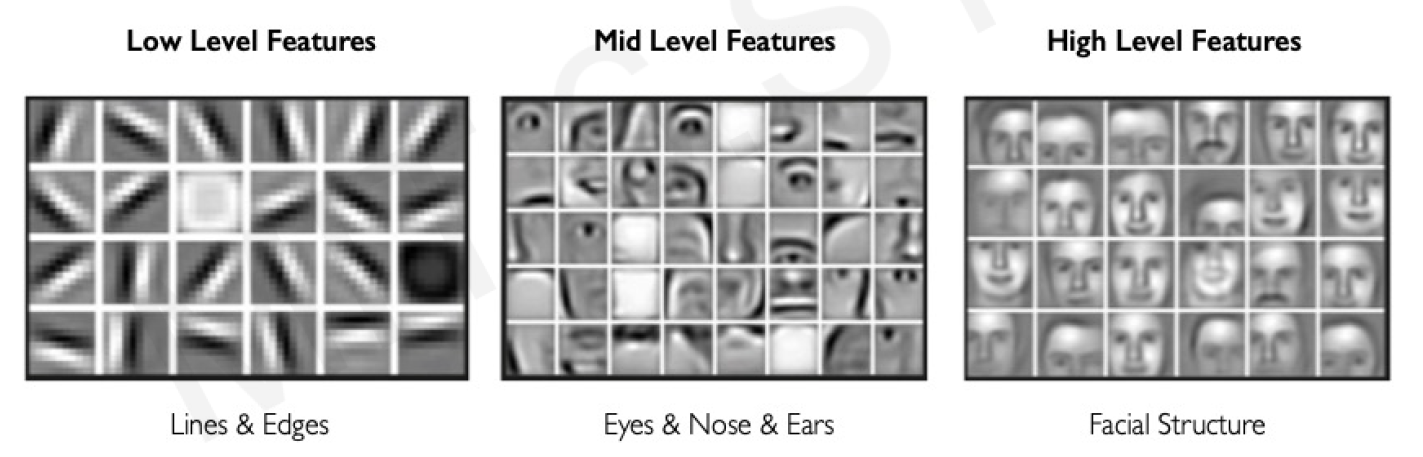 Low Level Features
Mid Level Features
High Level Features
Lines & Edges
Eyes & Nose & Ears
Facial Structure